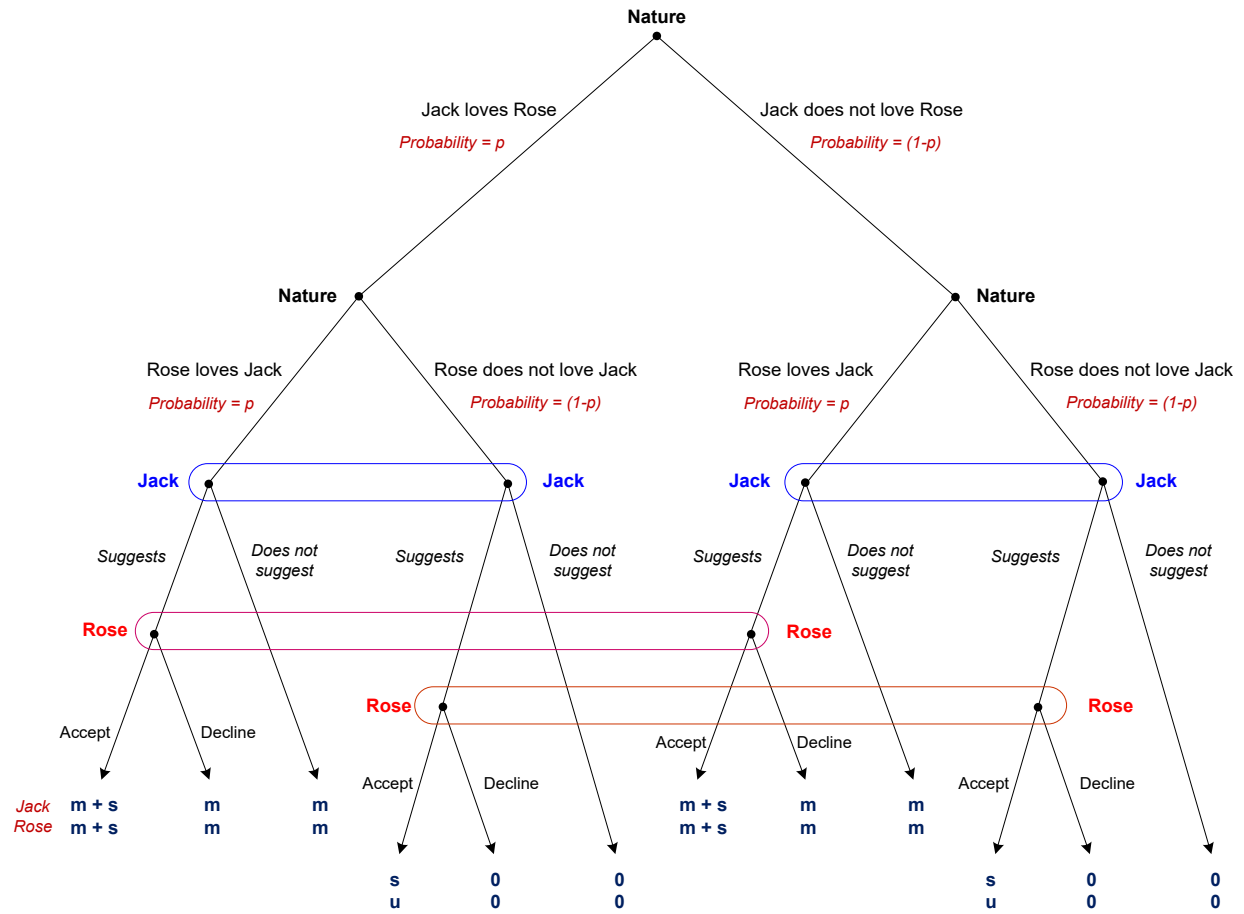 Nature
Jack loves Rose
Probability = p
Jack does not love Rose
Probability = (1-p)
Nature
Nature
Rose loves Jack
Probability = p
Rose does not love Jack
Probability = (1-p)
Rose loves Jack
Probability = p
Rose does not love Jack
Probability = (1-p)
Jack
Jack
Jack
Jack
Suggests
Does not
suggest
Suggests
Does not
suggest
Suggests
Does not
suggest
Suggests
Does not
suggest
Rose
Rose
Rose
Rose
Accept
Decline
Accept
Decline
Accept
Decline
Accept
Decline
Jack m + s m m m + s m m
Rose m + s m m m + s m m
s 0 0 s 0 0
u 0 0 u 0 0